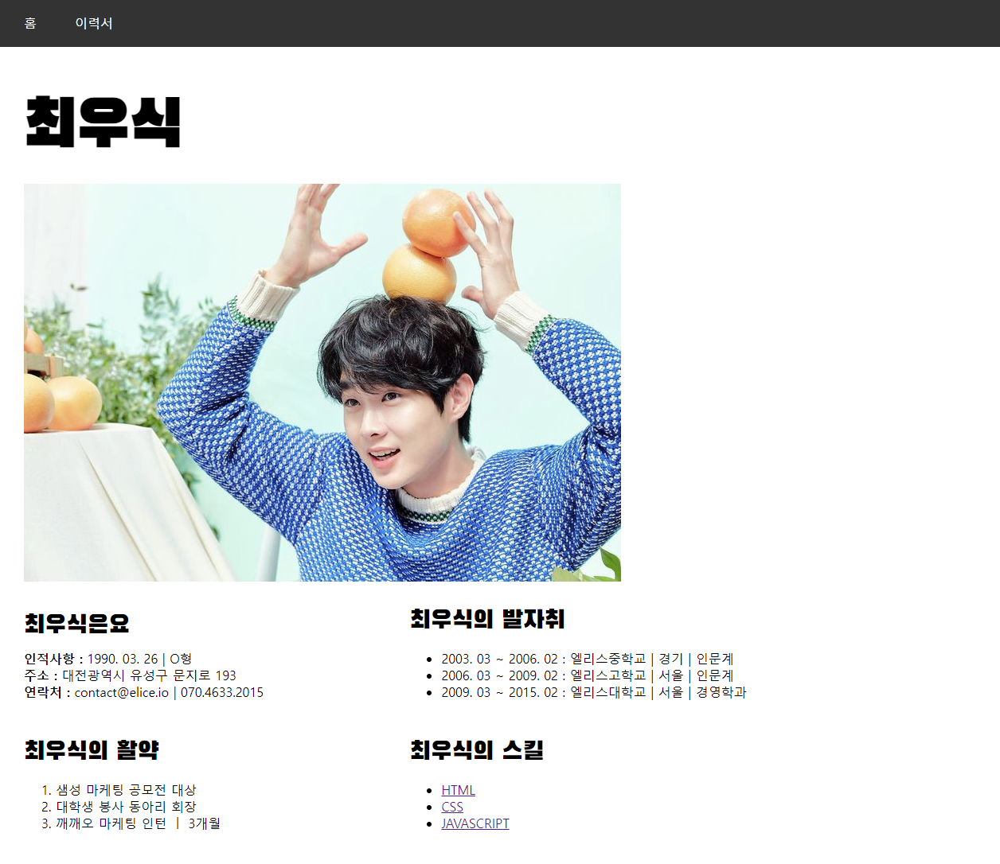 홈 이력서
최우식
최우식은요
인적사항 : 1990. 03. 26 | O형
주소 : 대전광역시 유성구 문지로 193
연락처 : contact@elice.io | 070.4633.2015
최우식의 발자취
2003. 03 ~ 2006. 02 : 엘리스중학교 | 경기 | 인문계
2006. 03 ~ 2009. 02 : 엘리스고학교 | 서울 | 인문계
2009. 03 ~ 2015. 02 : 엘리스대학교 | 서울 | 경영학과
최우식의 활약
1. 샘성 마케팅 공모전 대상
2. 대학생 봉사 동아리 회장
3. 깨깨오 마케팅 인턴 ㅣ 3개월
최우식의 스킬
HTML
CSS
JAVASCRIPT